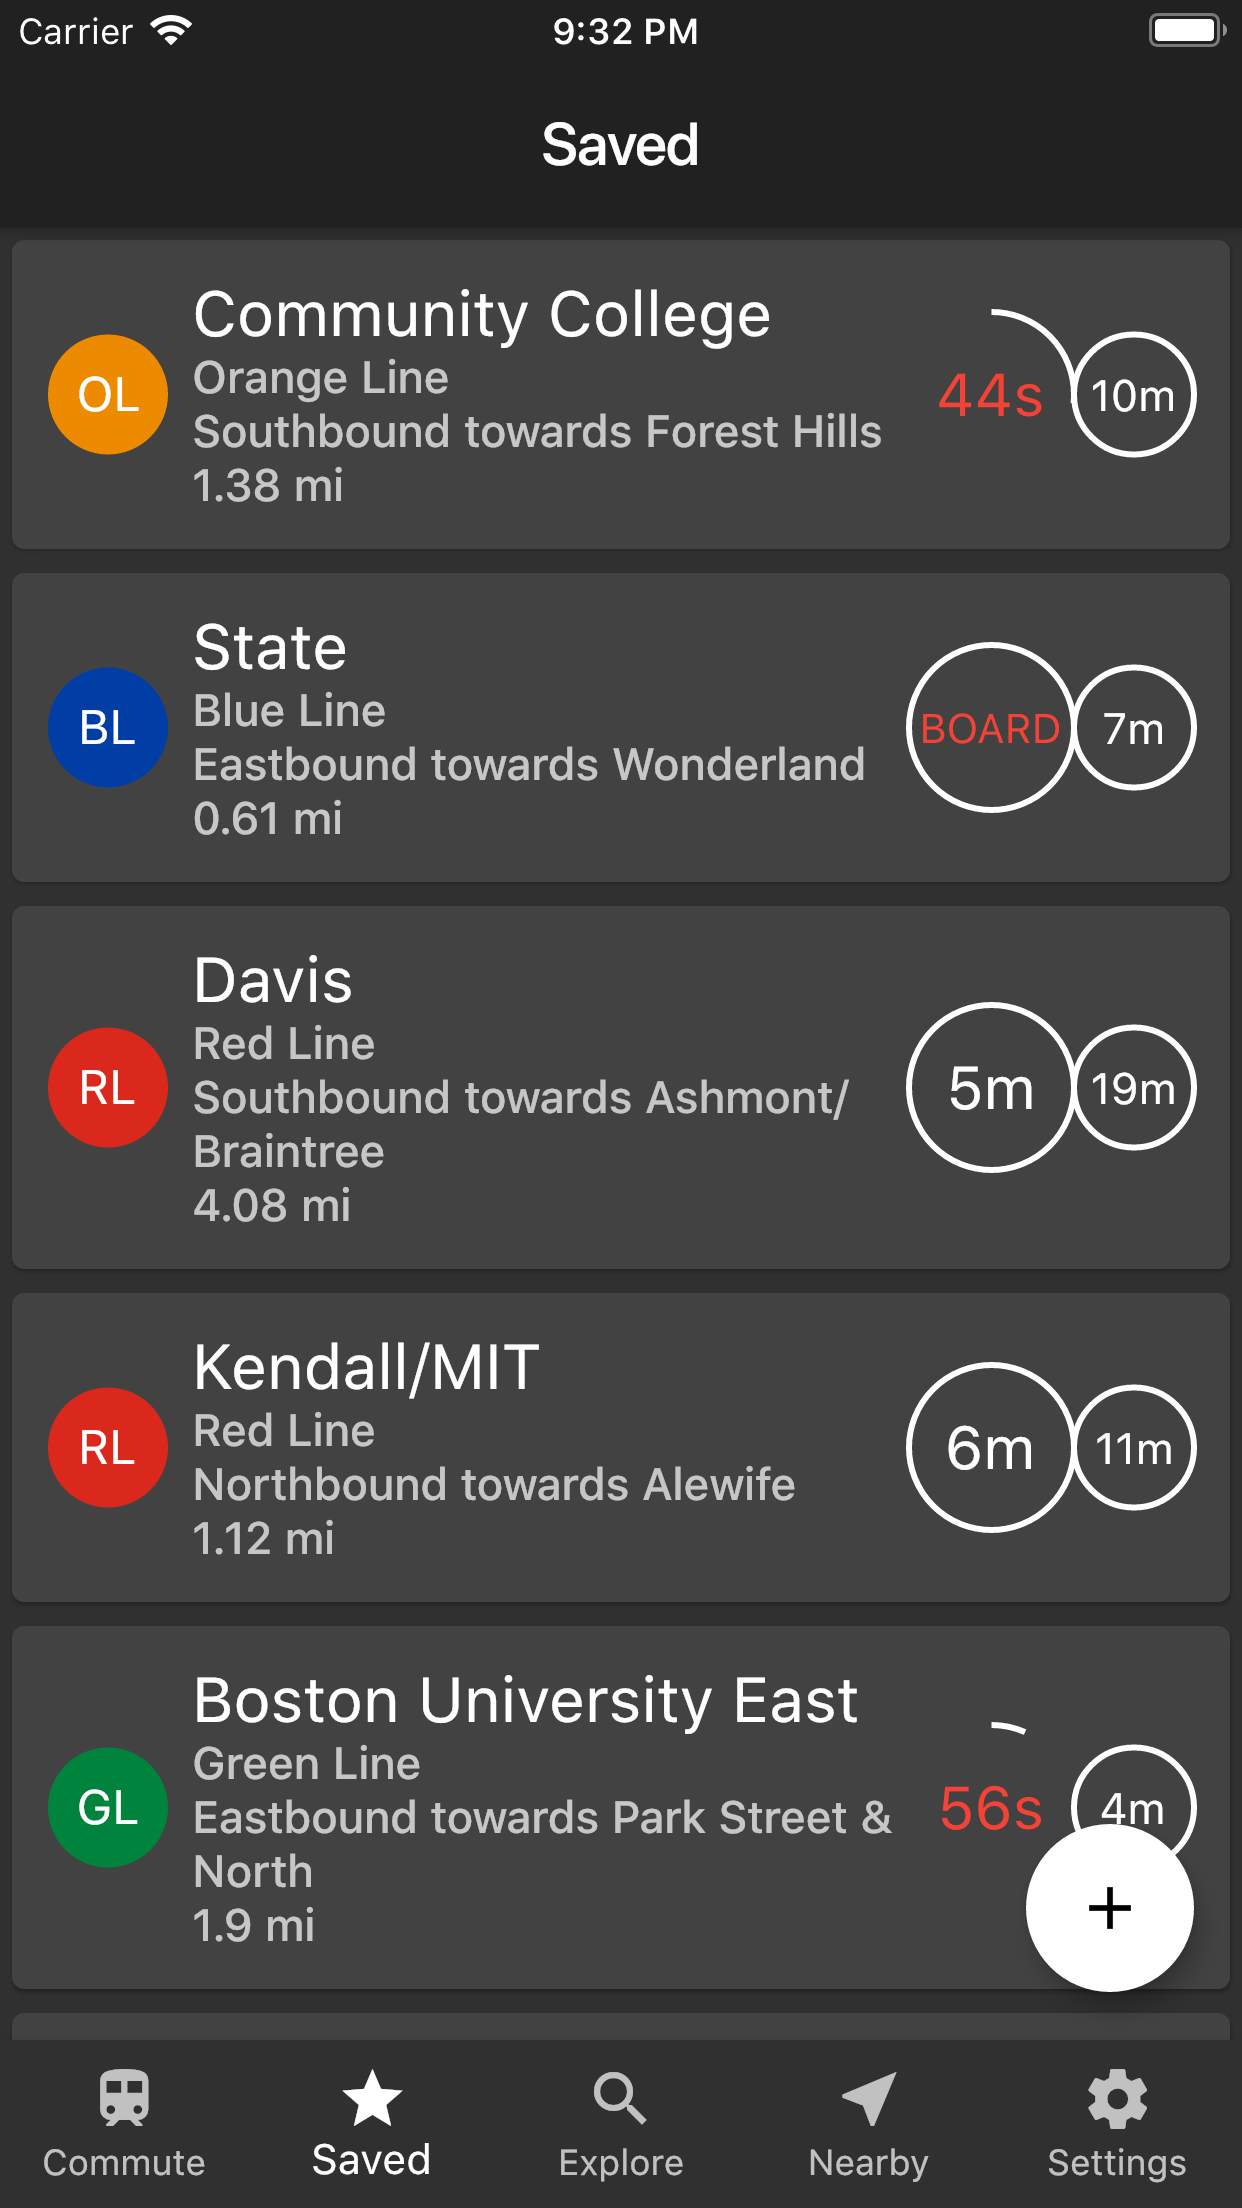 Carrier 9:32 PM
Saved
Community College
Orange Line
Southbound towards Forest Hills
1.38 mi
OL
44s
10m
State
Blue Line
Eastbound towards Wonderland
0.61 mi
BL
BOARD
7m
Davis
Red Line
Southbound towards Ashmont/
Braintree
4.08 mi
RL
5m
19m
Kendall/MIT
Red Line
Northbound towards Alewife
1.12 mi
RL
6m
11m
Boston University East
Green Line
Eastbound towards Park Street &
North
1.9 mi
GL
56s
4m
+
Commute Saved Explore Nearby Settings